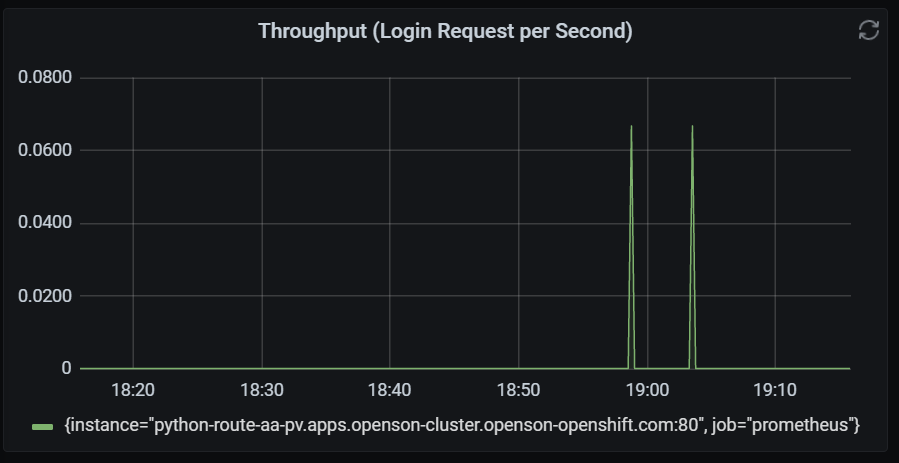 Throughput (Login Request per Second)
0.0800
0.0600
0.0400
0.0200
0
18:20 18:30 18:40 18:50 19:00 19:10
{instance="python-route-aa-pv.apps.openson-cluster.openson-openshift.com:80", job="prometheus"}